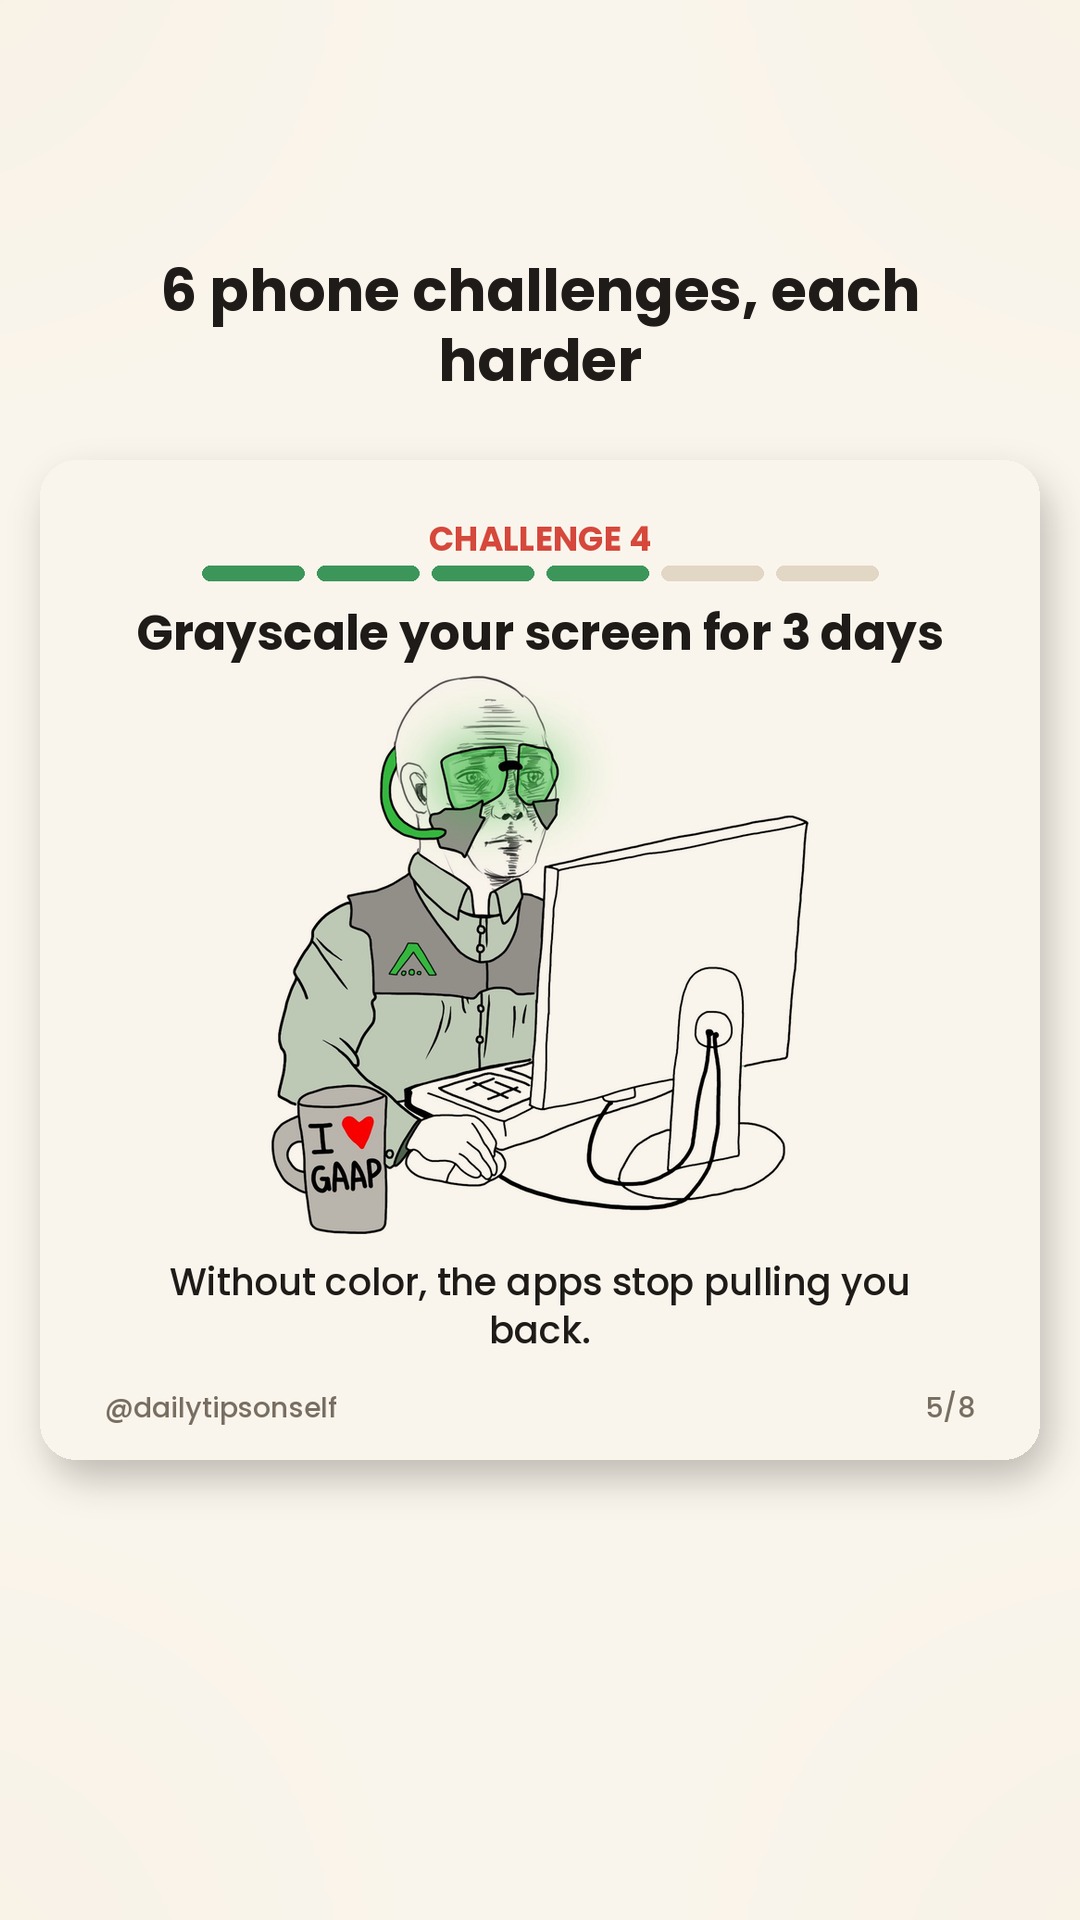 6 phone challenges, each
harder
CHALLENGE 4
Grayscale your screen for 3 days
I ♥
GAAP
Without color, the apps stop pulling you
back.
@dailytipsonself
5/8